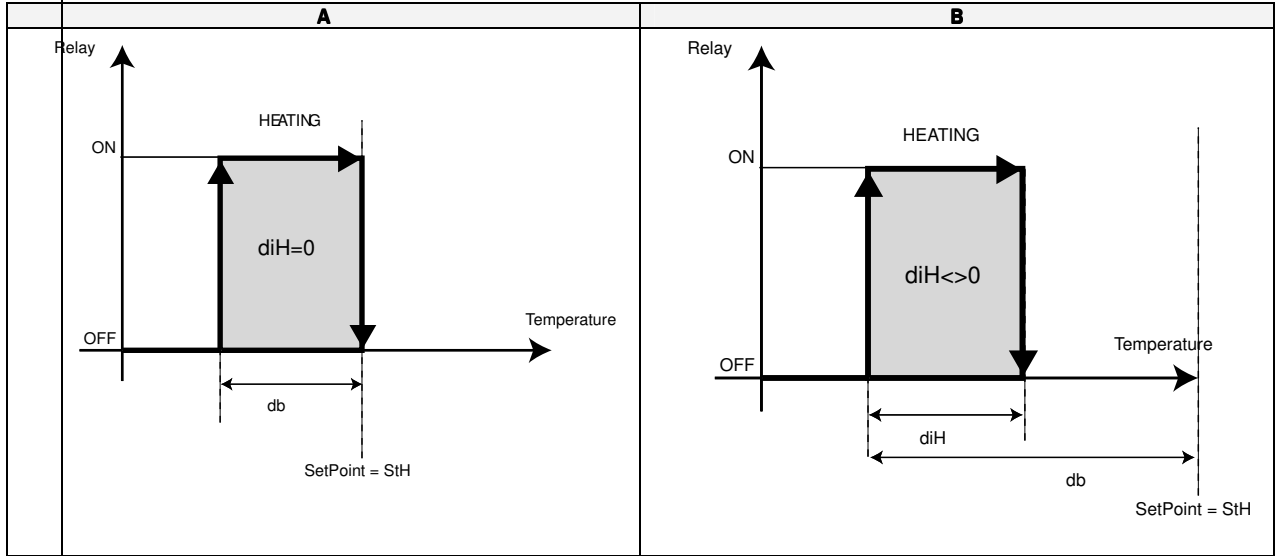 A
Relay
HEATING
ON
diH=0
OFF
Temperature
db
SetPoint = StH
B
Relay
HEATING
ON
diH<>0
Temperature
OFF
diH
db
SetPoint = StH